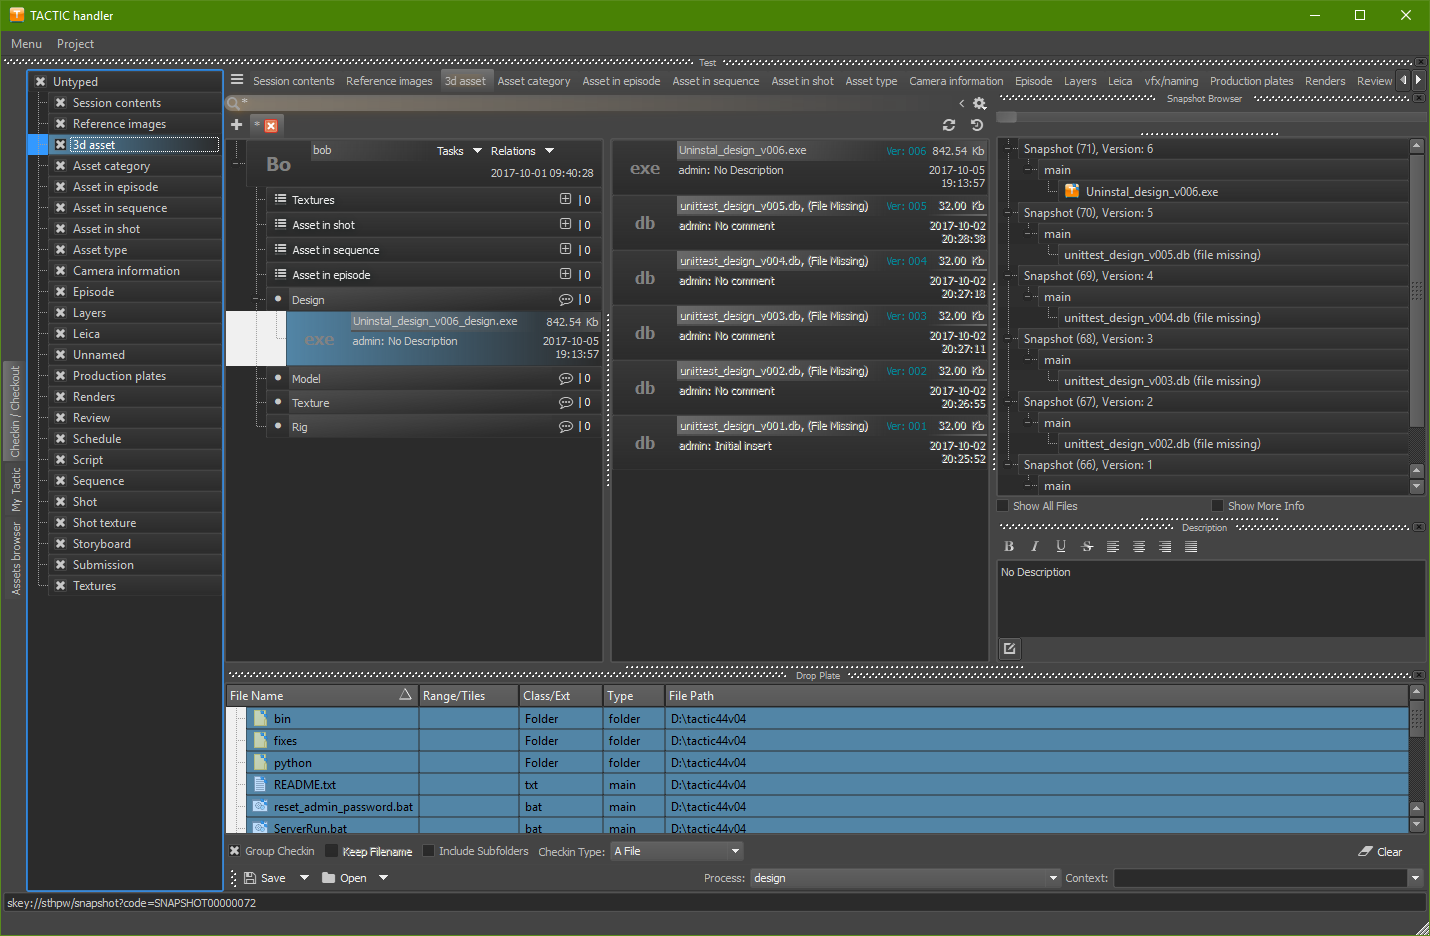 TACTIC handler
Menu Project
Test
Untyped
Session contents
Reference images
3d asset
Asset category
Asset in episode
Asset in sequence
Asset in shot
Asset type
Camera information
Episode
Layers
Leica
Unnamed
Production plates
Renders
Review
Schedule
Script
Sequence
Shot
Shot texture
Storyboard
Submission
Textures
Checkin / Checkout
My Tactic
Assets browser
Session contents Reference images 3d asset Asset category Asset in episode Asset in sequence Asset in shot Asset type Camera information Episode Layers Leica vfx/naming Production plates Renders Review
*
*
Bo
bob Tasks Relations
2017-10-01 09:40:28
Textures | 0
Asset in shot | 0
Asset in sequence | 0
Asset in episode | 0
Design | 0
exe
Uninstal_design_v006_design.exe 842.54 Kb
admin: No Description 2017-10-05
19:13:57
Model | 0
Texture | 0
Rig | 0
exe
Uninstal_design_v006.exe Ver: 006 842.54 Kb
admin: No Description 2017-10-05
19:13:57
db
unittest_design_v005.db, (File Missing) Ver: 005 32.00 Kb
admin: No comment 2017-10-02
20:28:38
db
unittest_design_v004.db, (File Missing) Ver: 004 32.00 Kb
admin: No comment 2017-10-02
20:27:18
db
unittest_design_v003.db, (File Missing) Ver: 003 32.00 Kb
admin: No comment 2017-10-02
20:27:11
db
unittest_design_v002.db, (File Missing) Ver: 002 32.00 Kb
admin: No comment 2017-10-02
20:26:55
db
unittest_design_v001.db, (File Missing) Ver: 001 32.00 Kb
admin: Initial insert 2017-10-02
20:25:52
Snapshot Browser
Snapshot (71), Version: 6
main
Uninstal_design_v006.exe
Snapshot (70), Version: 5
main
unittest_design_v005.db (file missing)
Snapshot (69), Version: 4
main
unittest_design_v004.db (file missing)
Snapshot (68), Version: 3
main
unittest_design_v003.db (file missing)
Snapshot (67), Version: 2
main
unittest_design_v002.db (file missing)
Snapshot (66), Version: 1
main
Show All Files Show More Info
Description
B I U S
No Description
Drop Plate
File Name Range/Tiles Class/Ext Type File Path
bin Folder folder D:\tactic44v04
fixes Folder folder D:\tactic44v04
python Folder folder D:\tactic44v04
README.txt txt main D:\tactic44v04
reset_admin_password.bat bat main D:\tactic44v04
ServerRun.bat bat main D:\tactic44v04
Group Checkin Keep Filename Include Subfolders Checkin Type: A File Clear
Save Open Process: design Context:
skey://sthpw/snapshot?code=SNAPSHOT00000072